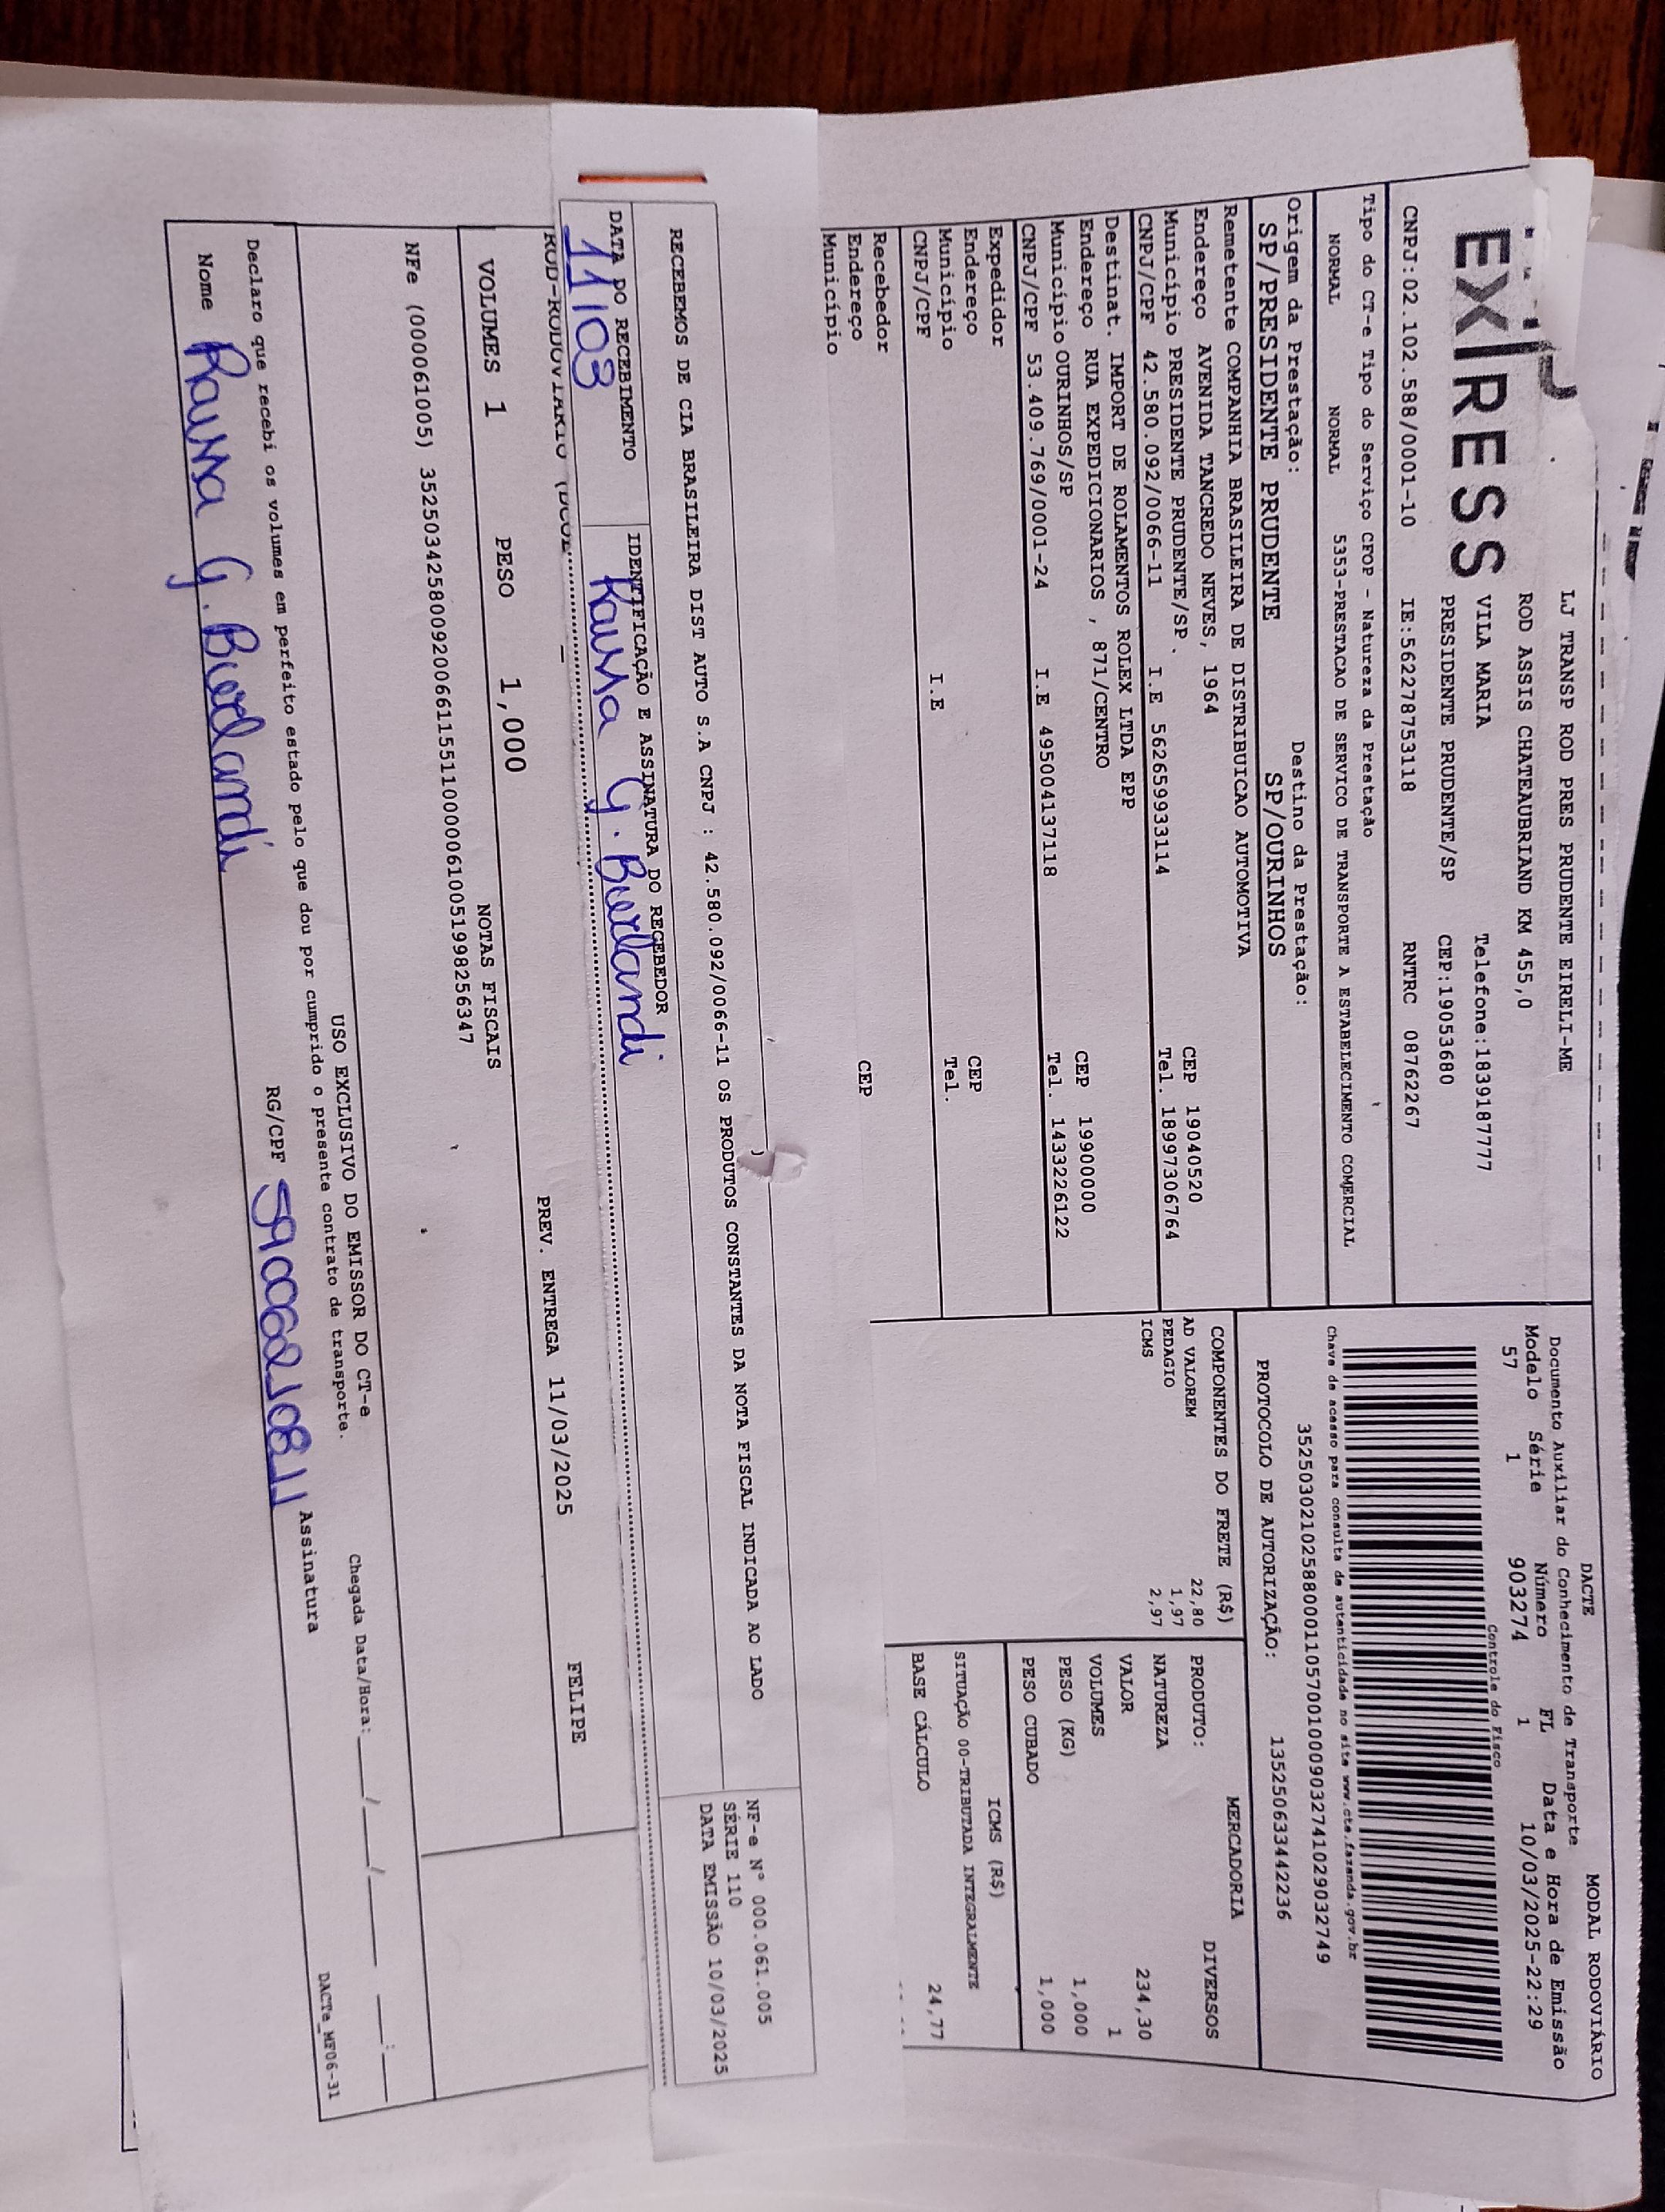 EXPRESS
LJ TRANSP ROD PRES PRUDENTE EIRELI-ME
ROD ASSIS CHATEAUBRIAND KM 455,0
VILA MARIA Telefone:1839187777
PRESIDENTE PRUDENTE/SP CEP:19053680
CNPJ:02.102.588/0001-10 IE:562278753118 RNTRC 08762267
Tipo do CT-e Tipo do Serviço CFOP - Natureza da Prestação
NORMAL NORMAL 5353-PRESTACAO DE SERVICO DE TRANSPORTE A ESTABELECIMENTO COMERCIAL
Origem da Prestação: Destino da Prestação:
SP/PRESIDENTE PRUDENTE SP/OURINHOS
Remetente COMPANHIA BRASILEIRA DE DISTRIBUICAO AUTOMOTIVA
Endereço AVENIDA TANCREDO NEVES, 1964 CEP 19040520
Município PRESIDENTE PRUDENTE/SP . Tel. 18997306764
CNPJ/CPF 42.580.092/0066-11 I.E 562659933114
Destinat. IMPORT DE ROLAMENTOS ROLEX LTDA EPP
Endereço RUA EXPEDICIONARIOS , 871/CENTRO CEP 19900000
Município OURINHOS/SP Tel. 1433226122
CNPJ/CPF 53.409.769/0001-24 I.E 495004137118
Expedidor
Endereço CEP
Município Tel.
CNPJ/CPF I.E
Recebedor
Endereço CEP
Município
DACTE MODAL RODOVIÁRIO
Documento Auxiliar do Conhecimento de Transporte
Modelo Série Número FL Data e Hora de Emissão
57 1 903274 1 10/03/2025-22:29
Controle do Fisco
Chave de acesso para consulta de autenticidade no site www.cte.fazenda.gov.br
35250302102588000110570010009032741029032749
PROTOCOLO DE AUTORIZAÇÃO: 135250633442236
COMPONENTES DO FRETE (R$)
AD VALOREM 22,80
PEDAGIO 1,97
ICMS 2,97
MERCADORIA
PRODUTO: DIVERSOS
NATUREZA
VALOR 234,30
VOLUMES 1
PESO (KG) 1,000
PESO CUBADO 1,000
ICMS (R$)
SITUAÇÃO 00-TRIBUTADA INTEGRALMENTE
BASE CÁLCULO 24,77
RECEBEMOS DE CIA BRASILEIRA DIST AUTO S.A CNPJ : 42.580.092/0066-11 OS PRODUTOS CONSTANTES DA NOTA FISCAL INDICADA AO LADO
NF-e N° 000.061.005
SÉRIE 110
DATA EMISSÃO 10/03/2025
DATA DO RECEBIMENTO IDENTIFICAÇÃO E ASSINATURA DO RECEBEDOR
11/03
PREV. ENTREGA 11/03/2025 FELIPE
VOLUMES 1 PESO 1,000 NOTAS FISCAIS
NFe (000061005) 35250342580092006611551100000610051998256347
USO EXCLUSIVO DO EMISSOR DO CT-e
Declaro que recebi os volumes em perfeito estado pelo que dou por cumprido o presente contrato de transporte.
Chegada Data/Hora: ___/___/_____ ___:___
Nome RG/CPF Assinatura
DACTe_MF06-31